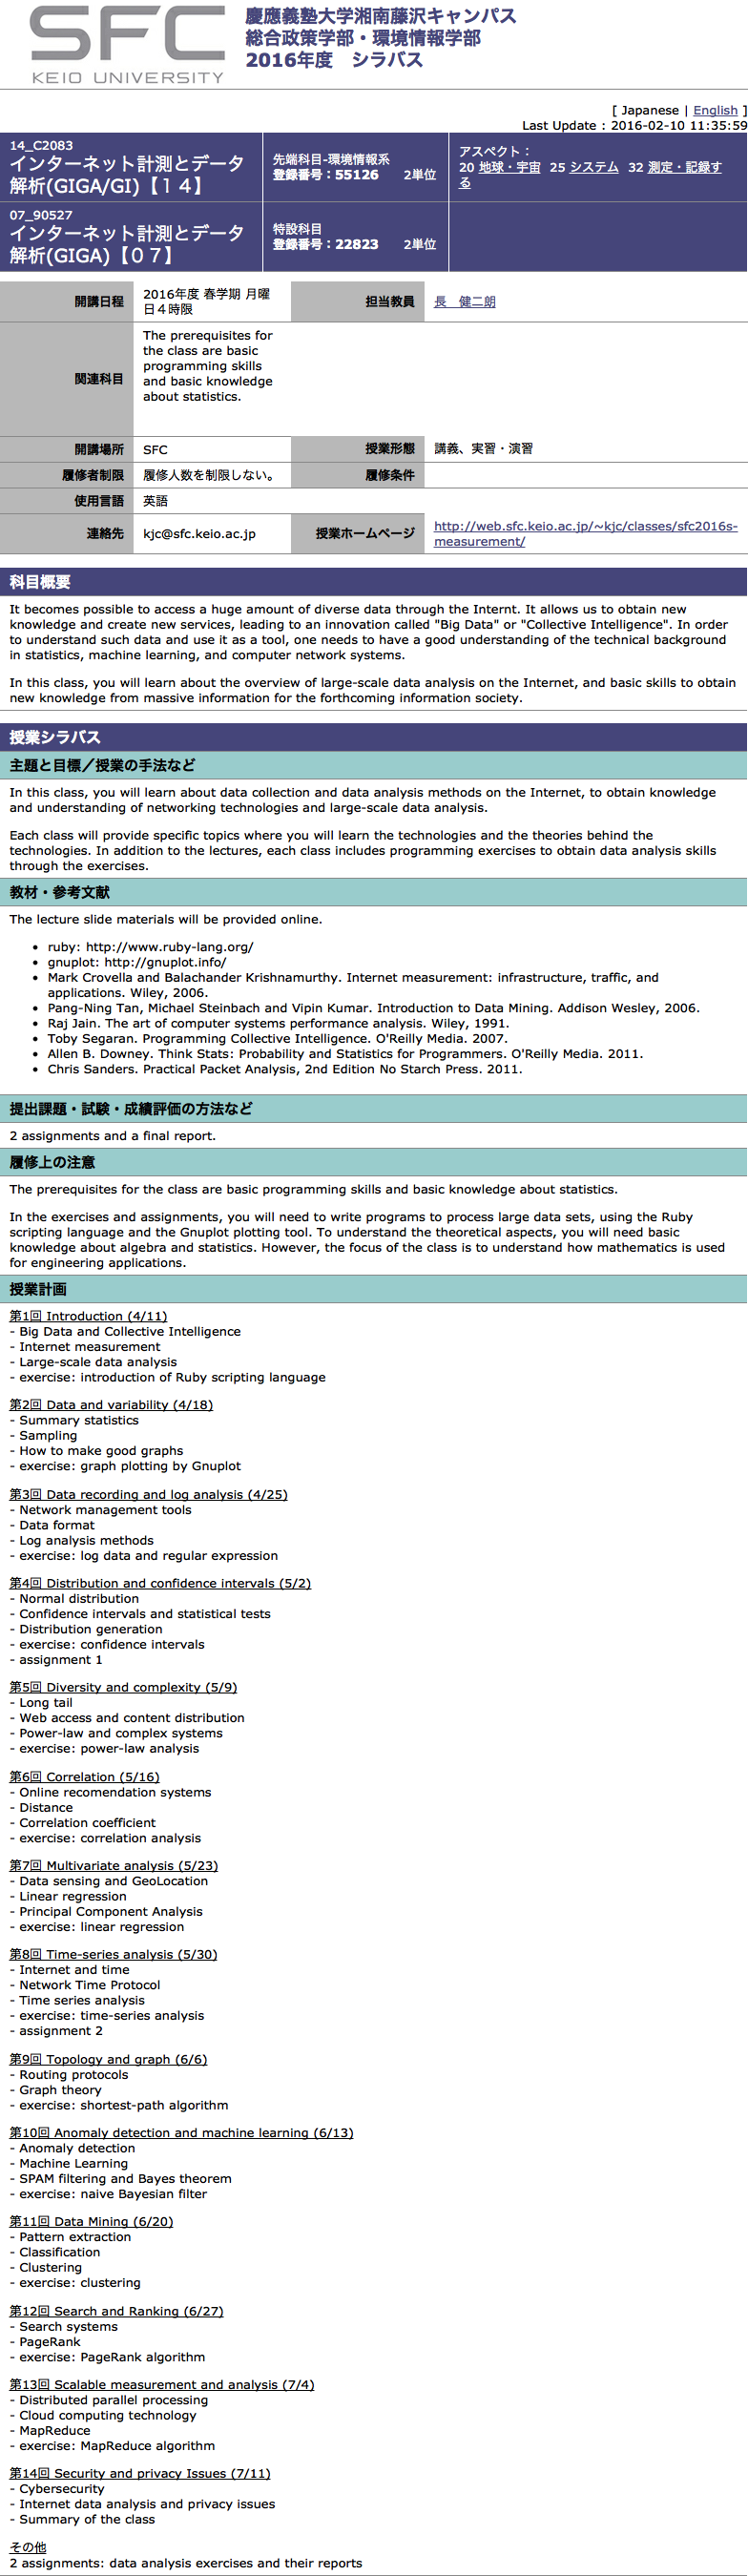 SFC
KEIO UNIVERSITY
慶應義塾大学湘南藤沢キャンパス
総合政策学部・環境情報学部
2016年度 シラバス
[ Japanese | English ]
Last Update : 2016-02-10 11:35:59
14_C2083
インターネット計測とデータ
解析(GIGA/GI)【１４】
先端科目-環境情報系
登録番号：55126 2単位
アスペクト：
20 地球・宇宙 25 システム 32 測定・記録す
る
07_90527
インターネット計測とデータ
解析(GIGA)【０７】
特設科目
登録番号：22823 2単位
開講日程
2016年度 春学期 月曜
日４時限
担当教員
長 健二朗
関連科目
The prerequisites for
the class are basic
programming skills
and basic knowledge
about statistics.
開講場所
SFC
授業形態
講義、実習・演習
履修者制限
履修人数を制限しない。
履修条件
使用言語
英語
連絡先
kjc@sfc.keio.ac.jp
授業ホームページ
http://web.sfc.keio.ac.jp/~kjc/classes/sfc2016s-
measurement/
科目概要
It becomes possible to access a huge amount of diverse data through the Internt. It allows us to obtain new
knowledge and create new services, leading to an innovation called "Big Data" or "Collective Intelligence". In order
to understand such data and use it as a tool, one needs to have a good understanding of the technical background
in statistics, machine learning, and computer network systems.
In this class, you will learn about the overview of large-scale data analysis on the Internet, and basic skills to obtain
new knowledge from massive information for the forthcoming information society.
授業シラバス
主題と目標／授業の手法など
In this class, you will learn about data collection and data analysis methods on the Internet, to obtain knowledge
and understanding of networking technologies and large-scale data analysis.
Each class will provide specific topics where you will learn the technologies and the theories behind the
technologies. In addition to the lectures, each class includes programming exercises to obtain data analysis skills
through the exercises.
教材・参考文献
The lecture slide materials will be provided online.
• ruby: http://www.ruby-lang.org/
• gnuplot: http://gnuplot.info/
• Mark Crovella and Balachander Krishnamurthy. Internet measurement: infrastructure, traffic, and
applications. Wiley, 2006.
• Pang-Ning Tan, Michael Steinbach and Vipin Kumar. Introduction to Data Mining. Addison Wesley, 2006.
• Raj Jain. The art of computer systems performance analysis. Wiley, 1991.
• Toby Segaran. Programming Collective Intelligence. O'Reilly Media. 2007.
• Allen B. Downey. Think Stats: Probability and Statistics for Programmers. O'Reilly Media. 2011.
• Chris Sanders. Practical Packet Analysis, 2nd Edition No Starch Press. 2011.
提出課題・試験・成績評価の方法など
2 assignments and a final report.
履修上の注意
The prerequisites for the class are basic programming skills and basic knowledge about statistics.
In the exercises and assignments, you will need to write programs to process large data sets, using the Ruby
scripting language and the Gnuplot plotting tool. To understand the theoretical aspects, you will need basic
knowledge about algebra and statistics. However, the focus of the class is to understand how mathematics is used
for engineering applications.
授業計画
第1回 Introduction (4/11)
- Big Data and Collective Intelligence
- Internet measurement
- Large-scale data analysis
- exercise: introduction of Ruby scripting language
第2回 Data and variability (4/18)
- Summary statistics
- Sampling
- How to make good graphs
- exercise: graph plotting by Gnuplot
第3回 Data recording and log analysis (4/25)
- Network management tools
- Data format
- Log analysis methods
- exercise: log data and regular expression
第4回 Distribution and confidence intervals (5/2)
- Normal distribution
- Confidence intervals and statistical tests
- Distribution generation
- exercise: confidence intervals
- assignment 1
第5回 Diversity and complexity (5/9)
- Long tail
- Web access and content distribution
- Power-law and complex systems
- exercise: power-law analysis
第6回 Correlation (5/16)
- Online recomendation systems
- Distance
- Correlation coefficient
- exercise: correlation analysis
第7回 Multivariate analysis (5/23)
- Data sensing and GeoLocation
- Linear regression
- Principal Component Analysis
- exercise: linear regression
第8回 Time-series analysis (5/30)
- Internet and time
- Network Time Protocol
- Time series analysis
- exercise: time-series analysis
- assignment 2
第9回 Topology and graph (6/6)
- Routing protocols
- Graph theory
- exercise: shortest-path algorithm
第10回 Anomaly detection and machine learning (6/13)
- Anomaly detection
- Machine Learning
- SPAM filtering and Bayes theorem
- exercise: naive Bayesian filter
第11回 Data Mining (6/20)
- Pattern extraction
- Classification
- Clustering
- exercise: clustering
第12回 Search and Ranking (6/27)
- Search systems
- PageRank
- exercise: PageRank algorithm
第13回 Scalable measurement and analysis (7/4)
- Distributed parallel processing
- Cloud computing technology
- MapReduce
- exercise: MapReduce algorithm
第14回 Security and privacy Issues (7/11)
- Cybersecurity
- Internet data analysis and privacy issues
- Summary of the class
その他
2 assignments: data analysis exercises and their reports